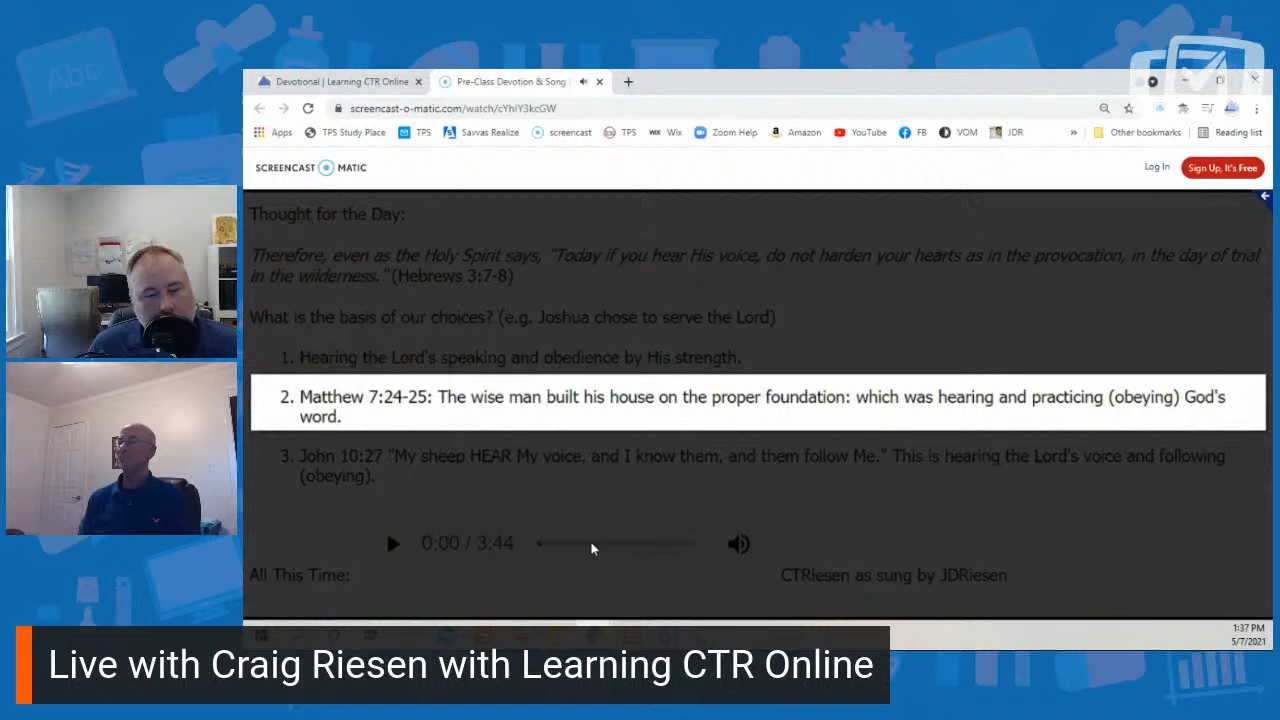 Abc
Devotional | Learning CTR Online
Pre-Class Devotion & Song
screencast-o-matic.com/watch/cYhlY3kcGW
Apps TPS Study Place TPS Savvas Realize screencast TPS Wix Zoom Help Amazon YouTube FB VOM JDR » Other bookmarks Reading list
SCREENCAST MATIC
Log In
Sign Up, It's Free
Thought for the Day:
Therefore, even as the Holy Spirit says, "Today if you hear His voice, do not harden your hearts as in the provocation, in the day of trial
in the wilderness."(Hebrews 3:7-8)
What is the basis of our choices? (e.g. Joshua chose to serve the Lord)
1. Hearing the Lord's speaking and obedience by His strength.
2. Matthew 7:24-25: The wise man built his house on the proper foundation: which was hearing and practicing (obeying) God's
word.
3. John 10:27 "My sheep HEAR My voice, and I know them, and them follow Me." This is hearing the Lord's voice and following
(obeying).
0:00 / 3:44
All This Time:
CTRiesen as sung by JDRiesen
1:37 PM
5/7/2021
Live with Craig Riesen with Learning CTR Online